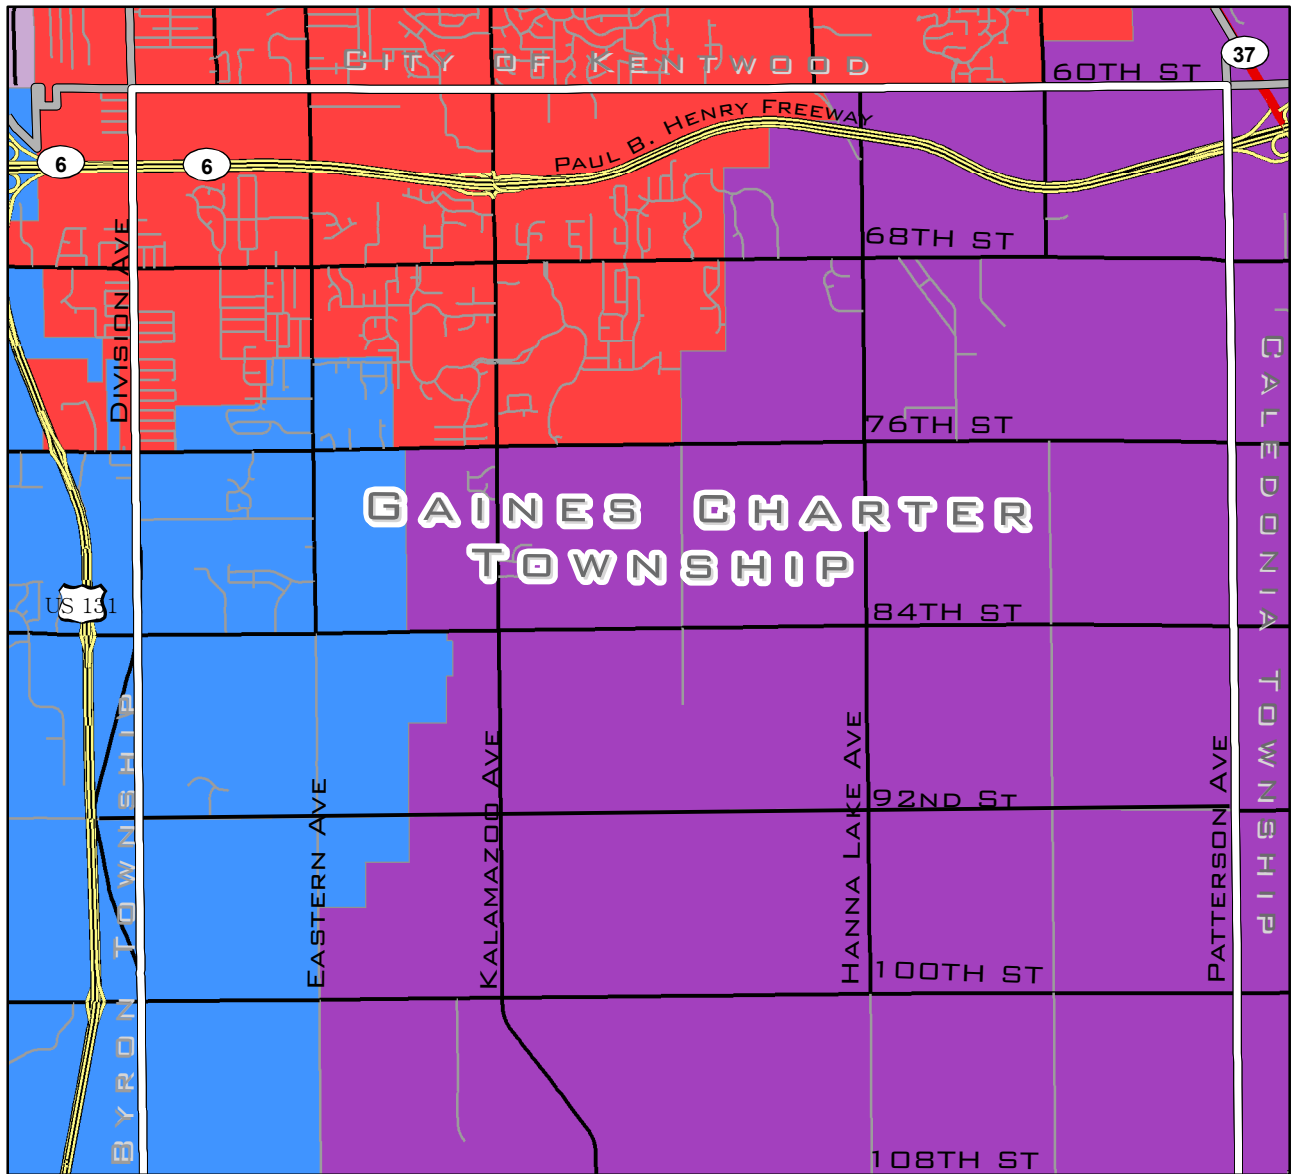 City of Kentwood
37
60th St
Paul B. Henry Freeway
6
6
68th St
Division Ave
Caledonia Township
76th St
Gaines Charter
Township
US 131
84th St
Byron Township
Eastern Ave
Kalamazoo Ave
Hanna Lake Ave
92nd St
Patterson Ave
100th St
108th St